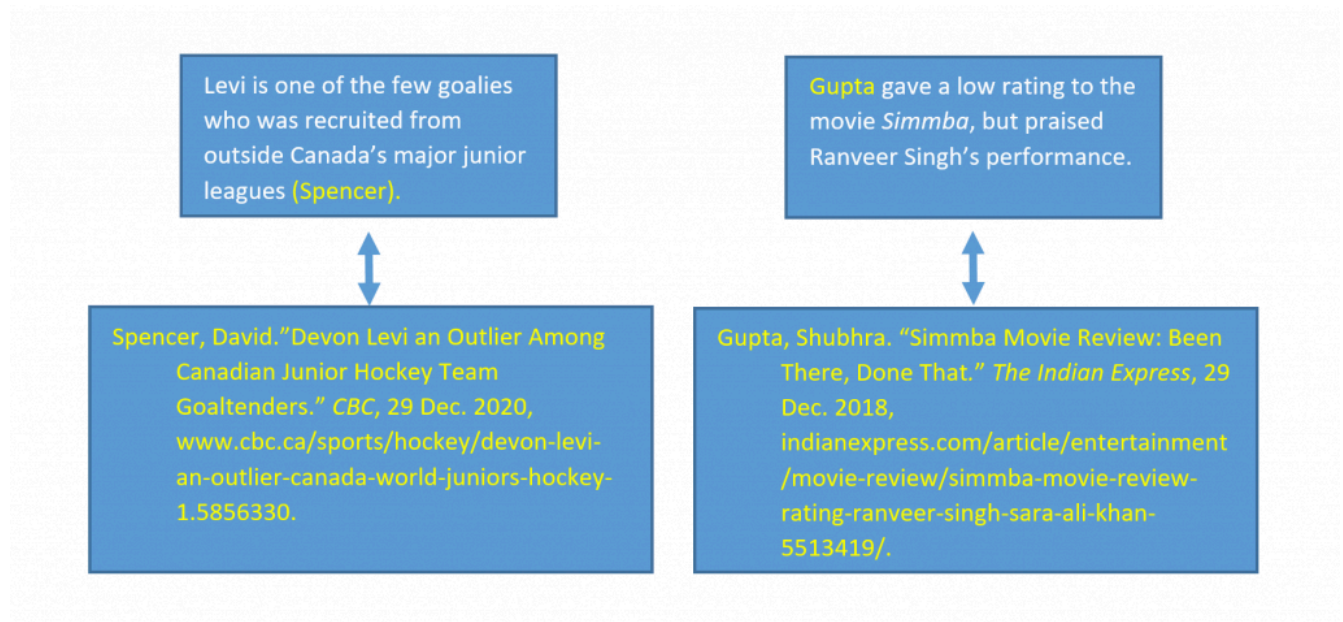 Levi is one of the few goalies
who was recruited from
outside Canada’s major junior
leagues (Spencer).
Gupta gave a low rating to the
movie Simmba, but praised
Ranveer Singh’s performance.
Spencer, David.”Devon Levi an Outlier Among
Canadian Junior Hockey Team
Goaltenders.” CBC, 29 Dec. 2020,
www.cbc.ca/sports/hockey/devon-levi-
an-outlier-canada-world-juniors-hockey-
1.5856330.
Gupta, Shubhra. “Simmba Movie Review: Been
There, Done That.” The Indian Express, 29
Dec. 2018,
indianexpress.com/article/entertainment
/movie-review/simmba-movie-review-
rating-ranveer-singh-sara-ali-khan-
5513419/.